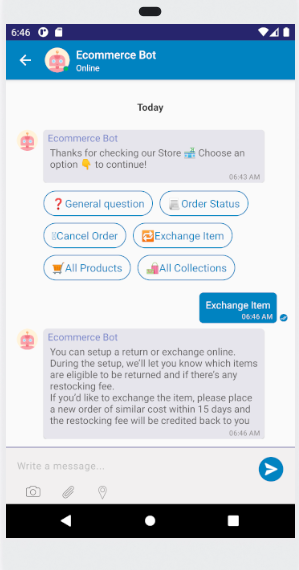 6:46
Ecommerce Bot
Online
Today
Ecommerce Bot
Thanks for checking our Store 🏪 Choose an
option 👇 to continue!
06:43 AM
❓General question
🧾Order Status
Cancel Order
🔁Exchange Item
🛒All Products
🛍️All Collections
Exchange Item
06:46 AM
Ecommerce Bot
You can setup a return or exchange online.
During the setup, we'll let you know which items
are eligible to be returned and if there's any
restocking fee.
If you'd like to exchange the item, please place
a new order of similar cost within 15 days and
the restocking fee will be credited back to you
06:46 AM
Write a message...